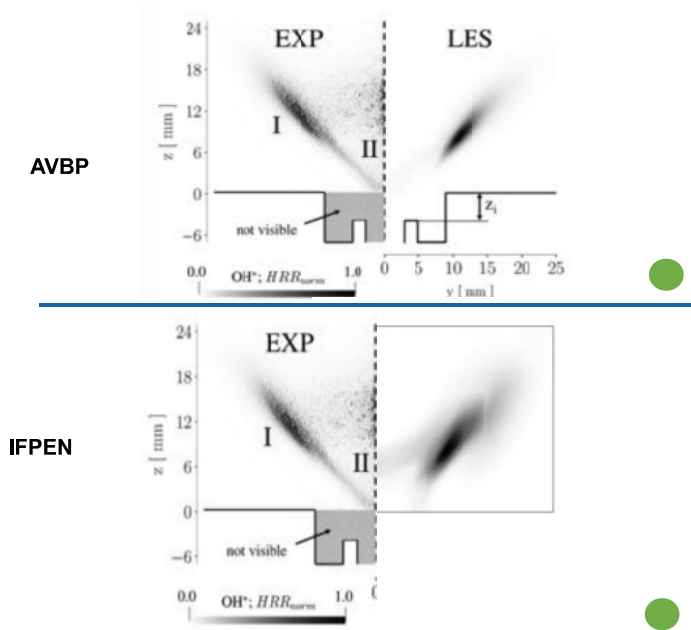 EXP LES
24
18
12
6
0
−6
z [ mm ]
I
II
AVBP
not visible
z_i
0 5 10 15 20 25
y [ mm ]
0.0 OH*; HRR_norm 1.0
EXP
24
18
12
6
0
−6
z [ mm ]
I
II
IFPEN
not visible
0.0 OH*; HRR_norm 1.0